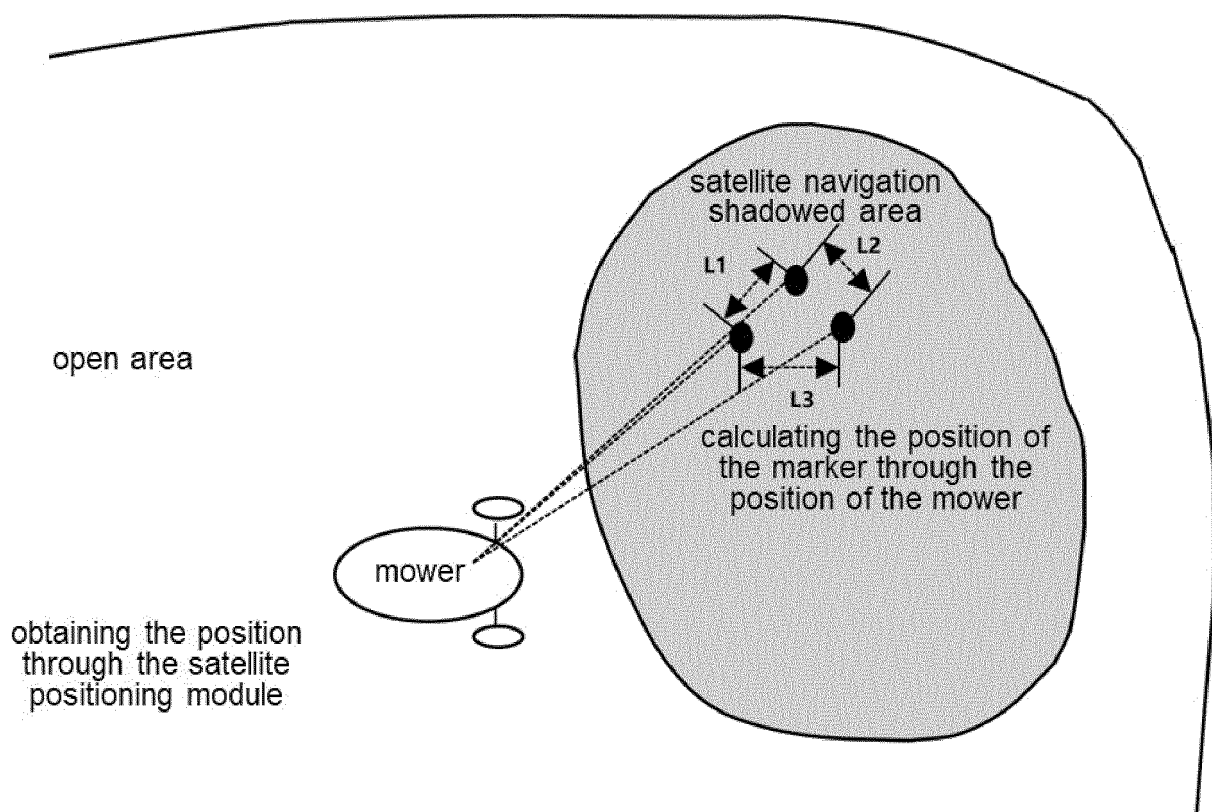 satellite navigation
shadowed area
L1
L2
open area
L3
calculating the position of
the marker through the
position of the mower
mower
obtaining the position
through the satellite
positioning module